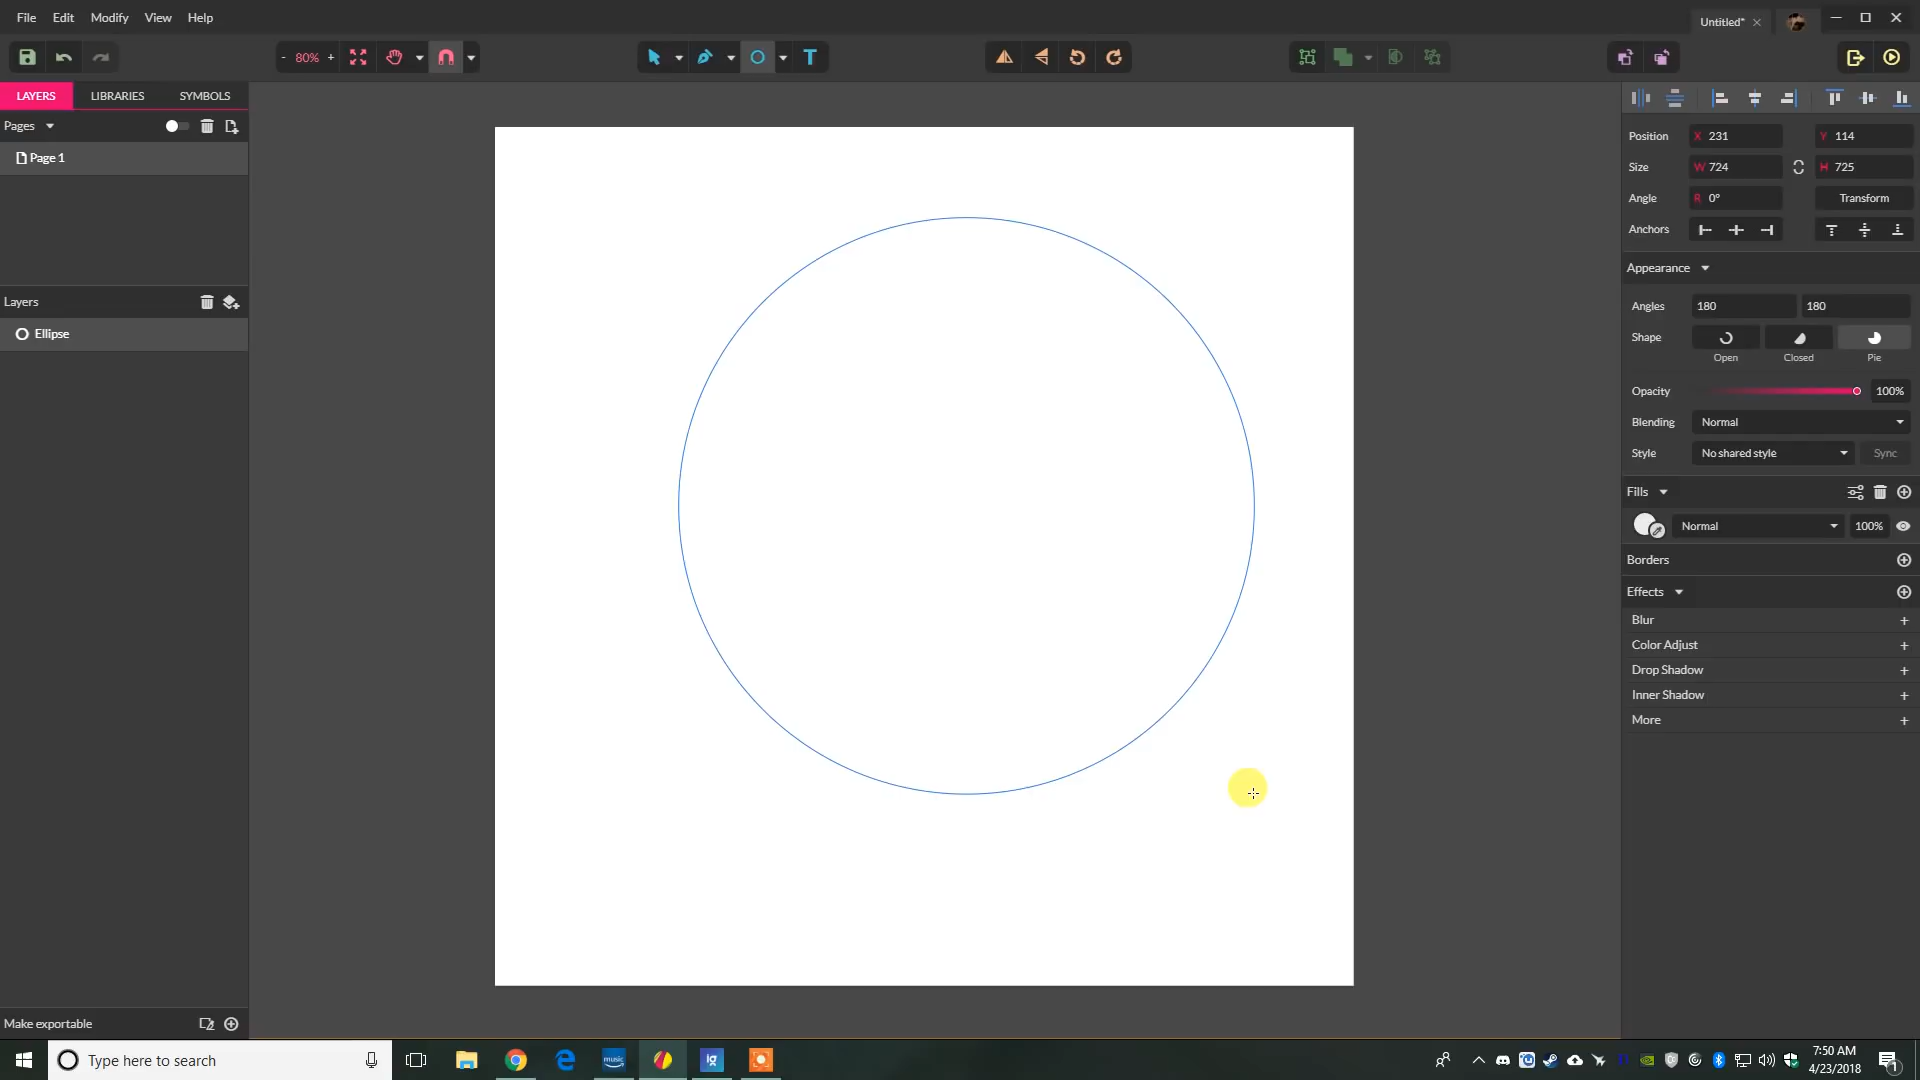 File Edit Modify View Help
Untitled*
- 80% +
T
LAYERS LIBRARIES SYMBOLS
Pages
Page 1
Layers
Ellipse
Make exportable
Position X 231 Y 114
Size W 724 H 725
Angle R 0° Transform
Anchors
Appearance
Angles 180 180
Shape
Open Closed Pie
Opacity 100%
Blending Normal
Style No shared style Sync
Fills
Normal 100%
Borders
Effects
Blur +
Color Adjust +
Drop Shadow +
Inner Shadow +
More +
Type here to search
music
ig
7:50 AM
4/23/2018
1